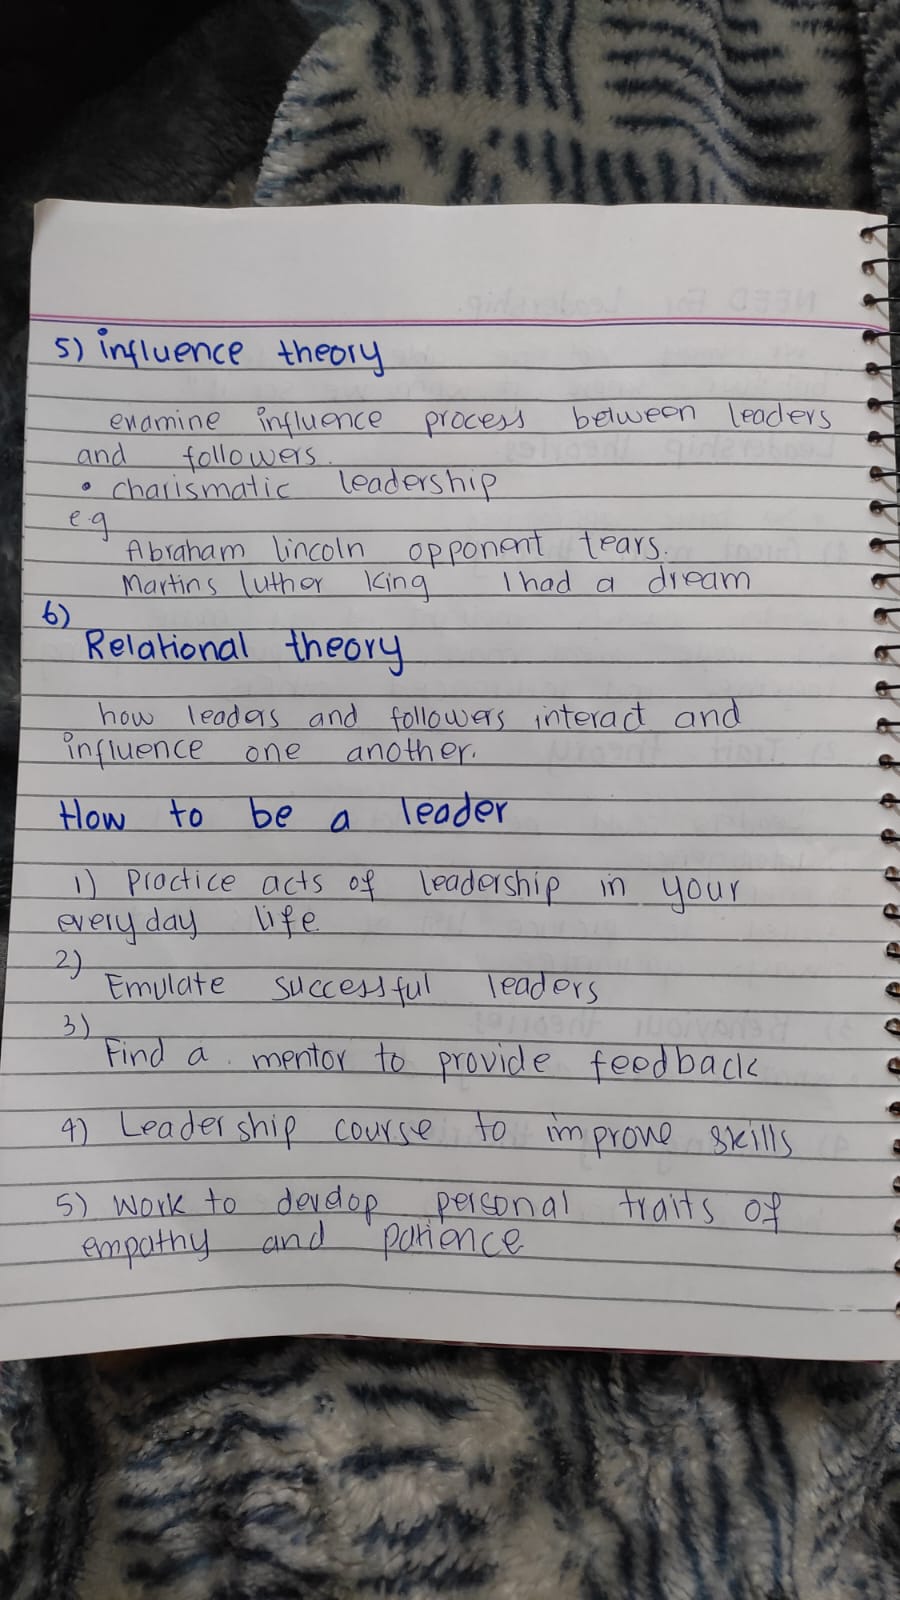 5) influence theory
examine influence process between leaders
and followers.
• charismatic leadership
e.g
Abraham lincoln opponent tears.
Martins luther king I had a dream
6)
Relational theory
how leaders and followers interact and
influence one another.
How to be a leader
1) Practice acts of leadership in your
every day life
2)
Emulate successful leaders
3)
Find a mentor to provide feedback
4) Leadership course to improve skills
5) Work to develop personal traits of
empathy and patience